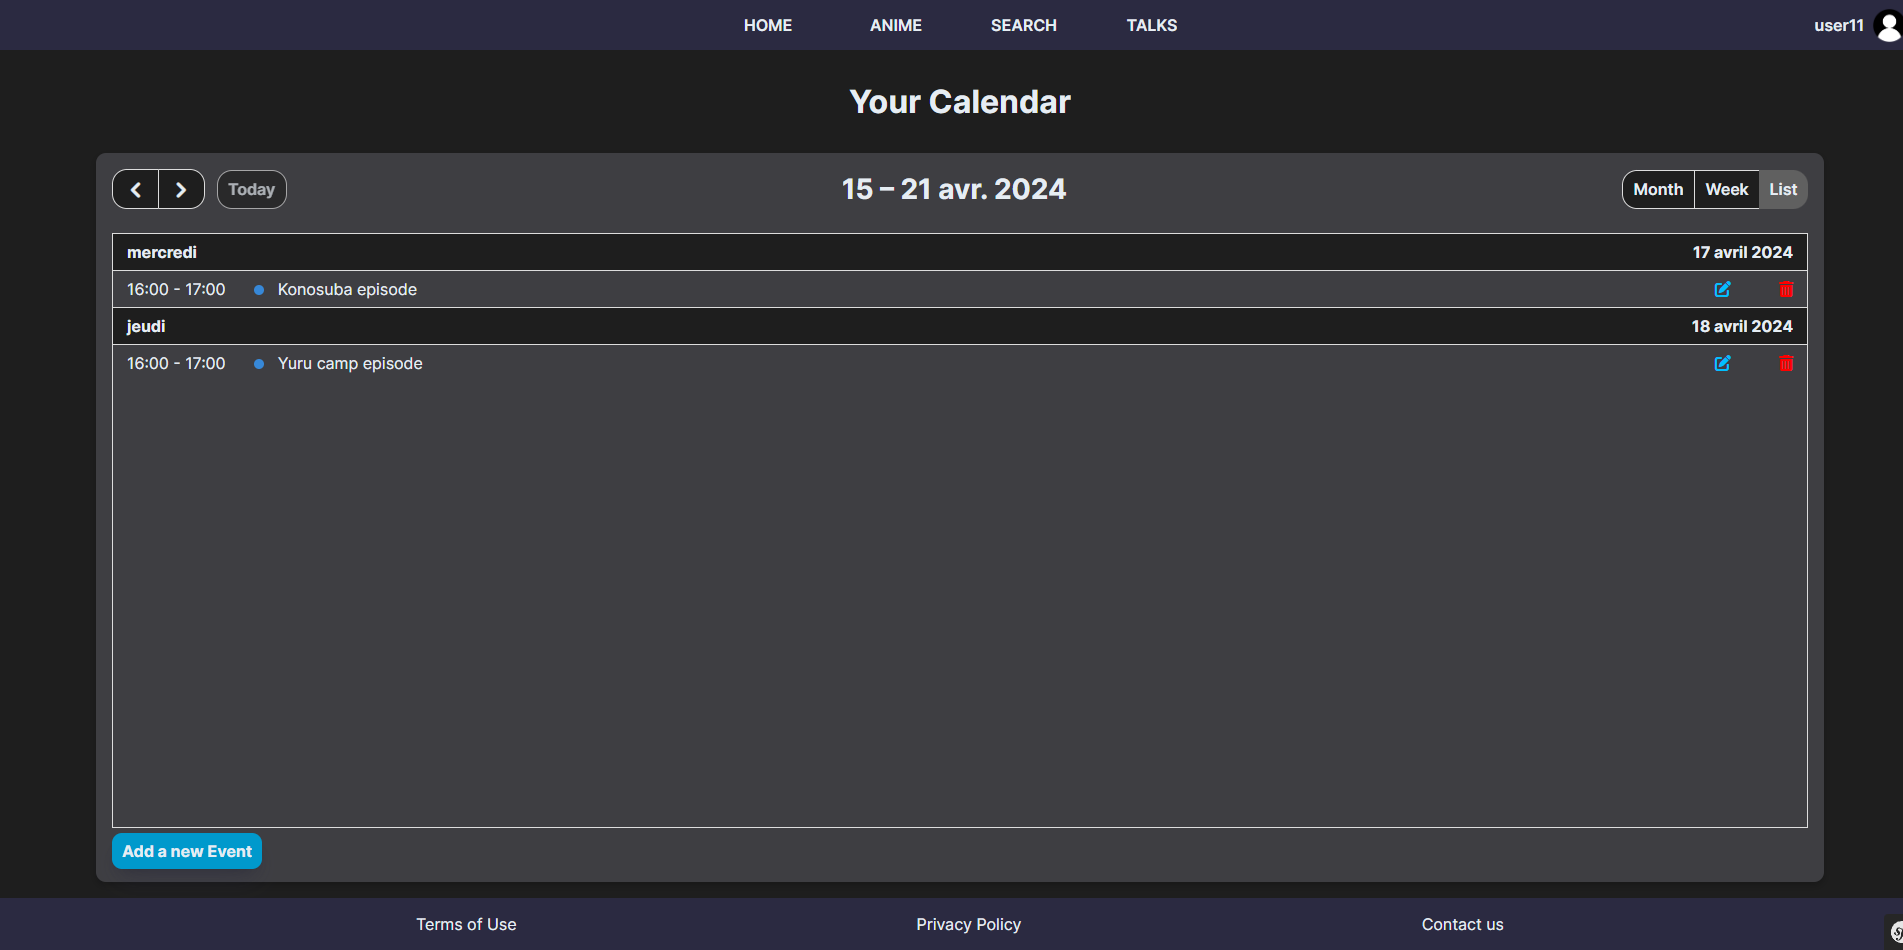 HOME ANIME SEARCH TALKS user11
Your Calendar
Today 15 – 21 avr. 2024 Month Week List
mercredi 17 avril 2024
16:00 - 17:00 Konosuba episode
jeudi 18 avril 2024
16:00 - 17:00 Yuru camp episode
Add a new Event
Terms of Use Privacy Policy Contact us